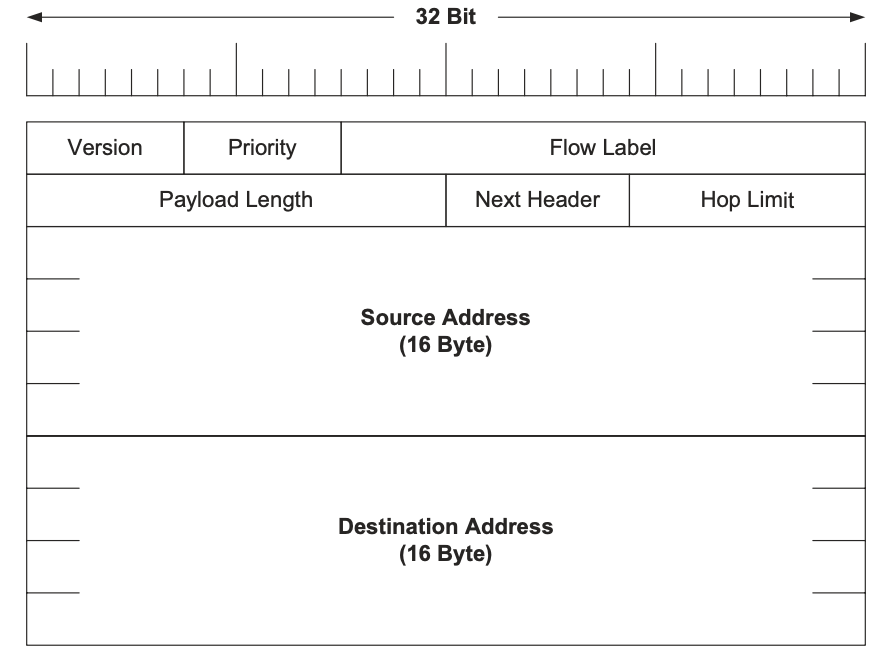 32 Bit
Version Priority Flow Label
Payload Length Next Header Hop Limit
Source Address
(16 Byte)
Destination Address
(16 Byte)